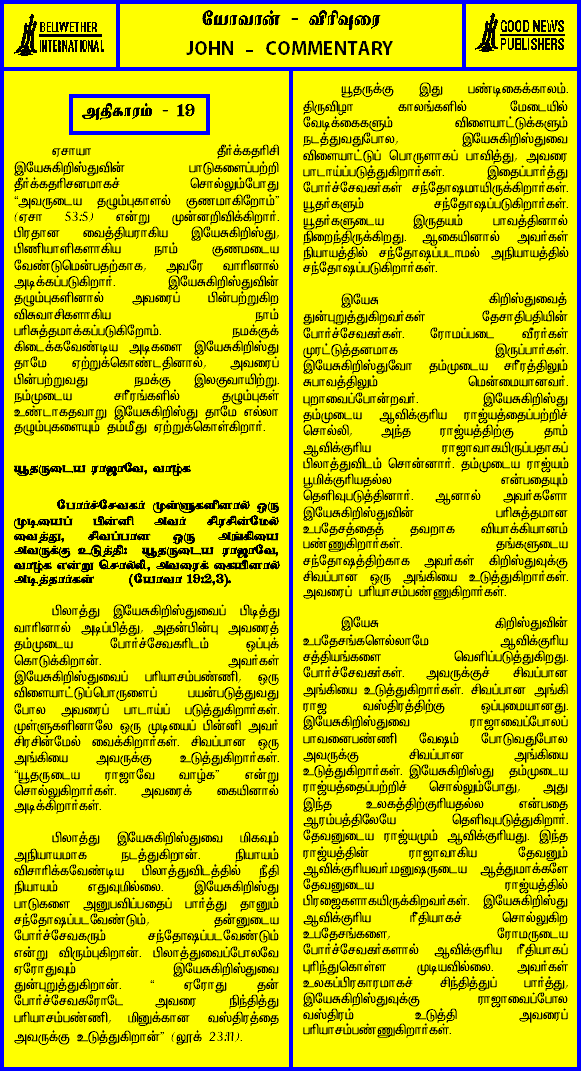 BELLWETHER
INTERNATIONAL
யோவான் - விரிவுரை
JOHN - COMMENTARY
GOOD NEWS
PUBLISHERS
அதிகாரம் - 19
ஏசாயா தீர்க்கதரிசி
இயேசுகிறிஸ்துவின் பாடுகளைப்பற்றி
தீர்க்கதரிசனமாகச் சொல்லும்போது
“அவருடைய தழும்புகளால் குணமாகிறோம்”
(ஏசா 53:5) என்று முன்னறிவிக்கிறார்.
பிரதான வைத்தியராகிய இயேசுகிறிஸ்து,
பிணியாளிகளாகிய நாம் குணமடைய
வேண்டுமென்பதற்காக, அவரே வாரினால்
அடிக்கப்படுகிறார். இயேசுகிறிஸ்துவின்
தழும்புகளினால் அவரைப் பின்பற்றுகிற
விசுவாசிகளாகிய நாம்
பரிசுத்தமாக்கப்படுகிறோம். நமக்குக்
கிடைக்கவேண்டிய அடிகளை இயேசுகிறிஸ்து
தாமே ஏற்றுக்கொண்டதினால், அவரைப்
பின்பற்றுவது நமக்கு இலகுவாயிற்று.
நம்முடைய சரீரங்களில் தழும்புகள்
உண்டாகதவாறு இயேசுகிறிஸ்து தாமே எல்லா
தழும்புகளையும் தம்மீது ஏற்றுக்கொள்கிறார்.
யூதருடைய ராஜாவே, வாழ்க
போர்ச்சேவகர் முள்ளுகளினால் ஒரு
முடியைப் பின்னி அவர் சிரசின்மேல்
வைத்து, சிவப்பான ஒரு அங்கியை
அவருக்கு உடுத்தி: யூதருடைய ராஜாவே,
வாழ்க என்று சொல்லி, அவரைக் கையினால்
அடித்தார்கள் (யோவா 19:2,3).
பிலாத்து இயேசுகிறிஸ்துவைப் பிடித்து
வாரினால் அடிப்பித்து, அதன்பின்பு அவரைத்
தம்முடைய போர்ச்சேவகரிடம் ஒப்புக்
கொடுக்கிறான். அவர்கள்
இயேசுகிறிஸ்துவைப் பரியாசம்பண்ணி, ஒரு
விளையாட்டுப்பொருளைப் பயன்படுத்துவது
போல அவரைப் பாடாய்ப் படுத்துகிறார்கள்.
முள்ளுகளினாலே ஒரு முடியைப் பின்னி அவர்
சிரசின்மேல் வைக்கிறார்கள். சிவப்பான ஒரு
அங்கியை அவருக்கு உடுத்துகிறார்கள்.
“யூதருடைய ராஜாவே வாழ்க” என்று
சொல்லுகிறார்கள். அவரைக் கையினால்
அடிக்கிறார்கள்.
பிலாத்து இயேசுகிறிஸ்துவை மிகவும்
அநியாயமாக நடத்துகிறான். நியாயம்
விசாரிக்கவேண்டிய பிலாத்துவிடத்தில் நீதி
நியாயம் எதுவுமில்லை. இயேசுகிறிஸ்து
பாடுகளை அனுபவிப்பதைப் பார்த்து தானும்
சந்தோஷப்படவேண்டும், தன்னுடைய
போர்ச்சேவகரும் சந்தோஷப்படவேண்டும்
என்று விரும்புகிறான். பிலாத்துவைப்போலவே
ஏரோதுவும் இயேசுகிறிஸ்துவை
துன்புறுத்துகிறான். “ ஏரோது தன்
போர்ச்சேவகரோடே அவரை நிந்தித்து
பரியாசம்பண்ணி, மினுக்கான வஸ்திரத்தை
அவருக்கு உடுத்துகிறான்” (லூக் 23:11).
யூதருக்கு இது பண்டிகைக்காலம்.
திருவிழா காலங்களில் மேடையில்
வேடிக்கைகளும் விளையாட்டுக்களும்
நடத்துவதுபோல, இயேசுகிறிஸ்துவை
விளையாட்டுப் பொருளாகப் பாவித்து, அவரை
பாடாய்ப்படுத்துகிறார்கள். இதைப்பார்த்து
போர்ச்சேவகர்கள் சந்தோஷமாயிருக்கிறார்கள்.
யூதர்களும் சந்தோஷப்படுகிறார்கள்.
யூதர்களுடைய இருதயம் பாவத்தினால்
நிறைந்திருக்கிறது. ஆகையினால் அவர்கள்
நியாயத்தில் சந்தோஷப்படாமல் அநியாயத்தில்
சந்தோஷப்படுகிறார்கள்.
இயேசு கிறிஸ்துவைத்
துன்புறுத்துகிறவர்கள் தேசாதிபதியின்
போர்ச்சேவகர்கள். ரோமப்படை வீரர்கள்
முரட்டுத்தனமாக இருப்பார்கள்.
இயேசுகிறிஸ்துவோ தம்முடைய சரீரத்திலும்
சுபாவத்திலும் மென்மையானவர்.
புறாவைப்போன்றவர். இயேசுகிறிஸ்து
தம்முடைய ஆவிக்குரிய ராஜ்யத்தைப்பற்றிச்
சொல்லி, அந்த ராஜ்யத்திற்கு தாம்
ஆவிக்குரிய ராஜாவாகயிருப்பதாகப்
பிலாத்துவிடம் சொன்னார். தம்முடைய ராஜ்யம்
பூமிக்குரியதல்ல என்பதையும்
தெளிவுபடுத்தினார். ஆனால் அவர்களோ
இயேசுகிறிஸ்துவின் பரிசுத்தமான
உபதேசத்தைத் தவறாக வியாக்கியானம்
பண்ணுகிறார்கள். தங்களுடைய
சந்தோஷத்திற்காக அவர்கள் கிறிஸ்துவுக்கு
சிவப்பான ஒரு அங்கியை உடுத்துகிறார்கள்.
அவரைப் பரியாசம்பண்ணுகிறார்கள்.
இயேசு கிறிஸ்துவின்
உபதேசங்களெல்லாமே ஆவிக்குரிய
சத்தியங்களை வெளிப்படுத்துகிறது.
போர்ச்சேவகர்கள். அவருக்குச் சிவப்பான
அங்கியை உடுத்துகிறார்கள். சிவப்பான அங்கி
ராஜ வஸ்திரத்திற்கு ஒப்புமையானது.
இயேசுகிறிஸ்துவை ராஜாவைப்போலப்
பாவனைபண்ணி வேஷம் போடுவதுபோல
அவருக்கு சிவப்பான அங்கியை
உடுத்துகிறார்கள். இயேசுகிறிஸ்து தம்முடைய
ராஜ்யத்தைப்பற்றிச் சொல்லும்போது, அது
இந்த உலகத்திற்குரியதல்ல என்பதை
ஆரம்பத்திலேயே தெளிவுபடுத்துகிறார்.
தேவனுடைய ராஜ்யமும் ஆவிக்குரியது. இந்த
ராஜ்யத்தின் ராஜாவாகிய தேவனும்
ஆவிக்குரியவர்.மனுஷருடைய ஆத்துமாக்களே
தேவனுடைய ராஜ்யத்தில்
பிரஜைகளாகயிருக்கிறவர்கள். இயேசுகிறிஸ்து
ஆவிக்குரிய ரீதியாகச் சொல்லுகிற
உபதேசங்களை, ரோமருடைய
போர்ச்சேவகர்களால் ஆவிக்குரிய ரீதியாகப்
புரிந்துகொள்ள முடியவில்லை. அவர்கள்
உலகப்பிரகாரமாகச் சிந்தித்துப் பார்த்து,
இயேசுகிறிஸ்துவுக்கு ராஜாவைப்போல
வஸ்திரம் உடுத்தி அவரைப்
பரியாசம்பண்ணுகிறார்கள்.